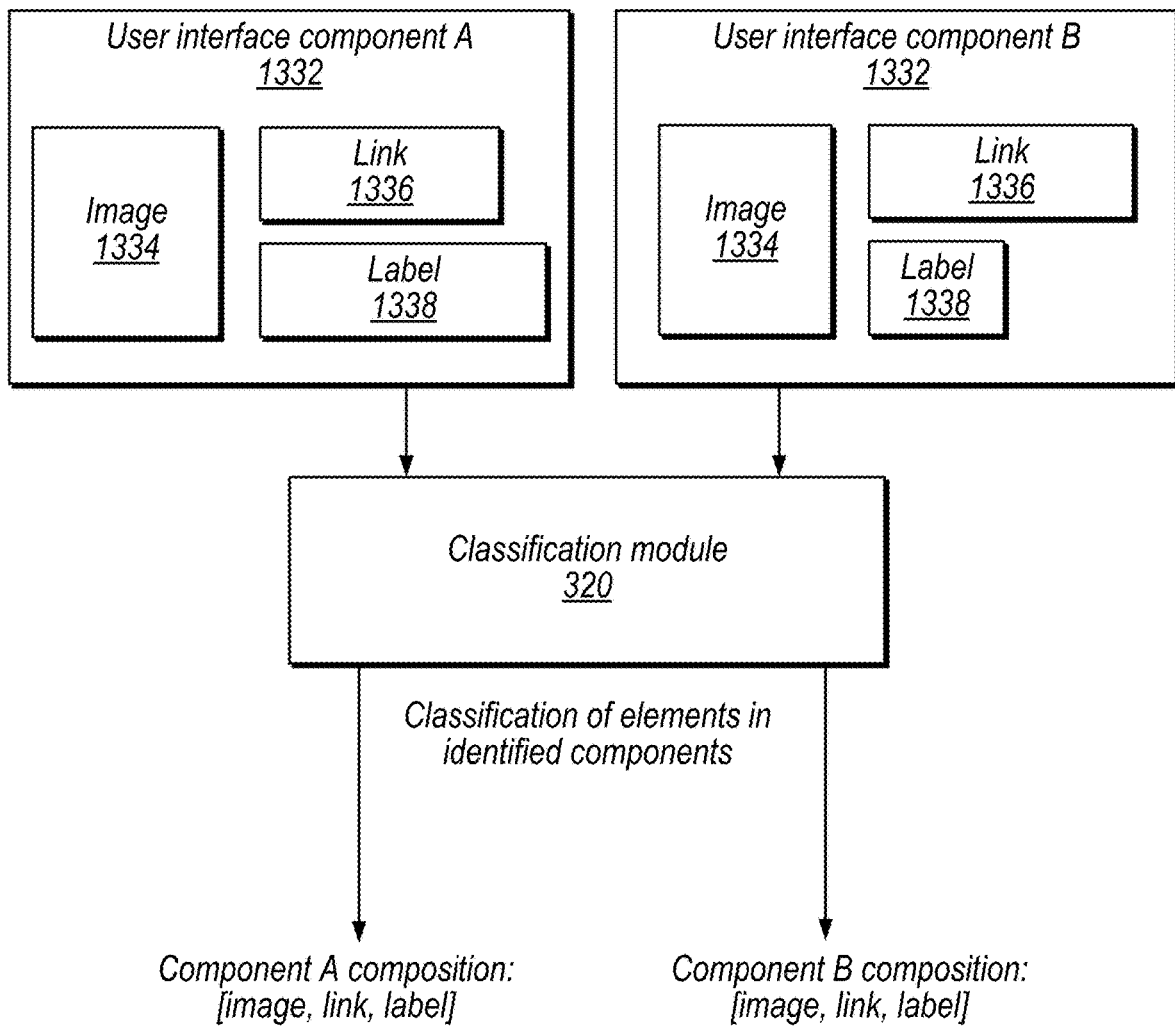 User interface component A
1332
Image
1334
Link
1336
Label
1338
User interface component B
1332
Image
1334
Link
1336
Label
1338
Classification module
320
Classification of elements in
identified components
Component A composition:
[image, link, label]
Component B composition:
[image, link, label]